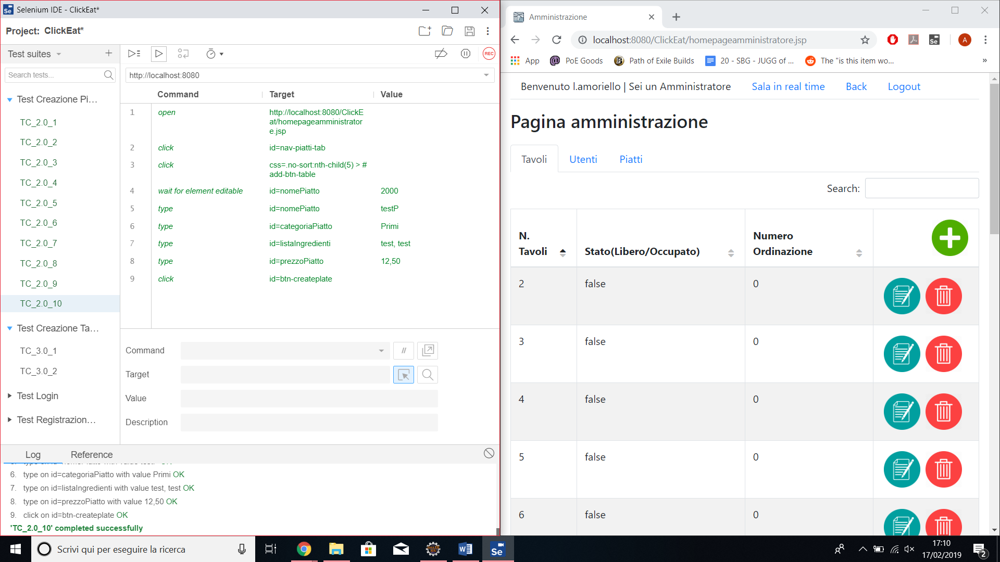 Selenium IDE - ClickEat*
Project: ClickEat*
Test suites
Search tests...
Test Creazione Pi...
TC_2.0_1
TC_2.0_2
TC_2.0_3
TC_2.0_4
TC_2.0_5
TC_2.0_6
TC_2.0_7
TC_2.0_8
TC_2.0_9
TC_2.0_10
Test Creazione Ta...
TC_3.0_1
TC_3.0_2
Test Login
Test Registrazion...
REC
http://localhost:8080
Command Target Value
1 open http://localhost:8080/ClickE
at/homepageamministrator
e.jsp
2 click id=nav-piatti-tab
3 click css=.no-sort:nth-child(5) > #
add-btn-table
4 wait for element editable id=nomePiatto 2000
5 type id=nomePiatto testP
6 type id=categoriaPiatto Primi
7 type id=listaIngredienti test, test
8 type id=prezzoPiatto 12,50
9 click id=btn-createplate
Command //
Target
Value
Description
Log Reference
6. type on id=categoriaPiatto with value Primi OK
7. type on id=listaIngredienti with value test, test OK
8. type on id=prezzoPiatto with value 12,50 OK
9. click on id=btn-createplate OK
'TC_2.0_10' completed successfully
Amministrazione
localhost:8080/ClickEat/homepageamministratore.jsp
A
App PoE Goods Path of Exile Builds 20 - SBG - JUGG of ... The "is this item wo... »
Benvenuto l.amoriello | Sei un Amministratore Sala in real time Back Logout
Pagina amministrazione
Tavoli Utenti Piatti
Search:
N.
Tavoli Stato(Libero/Occupato) Numero
Ordinazione
2 false 0
3 false 0
4 false 0
5 false 0
6 false 0
Scrivi qui per eseguire la ricerca
Se
17:10
17/02/2019
2